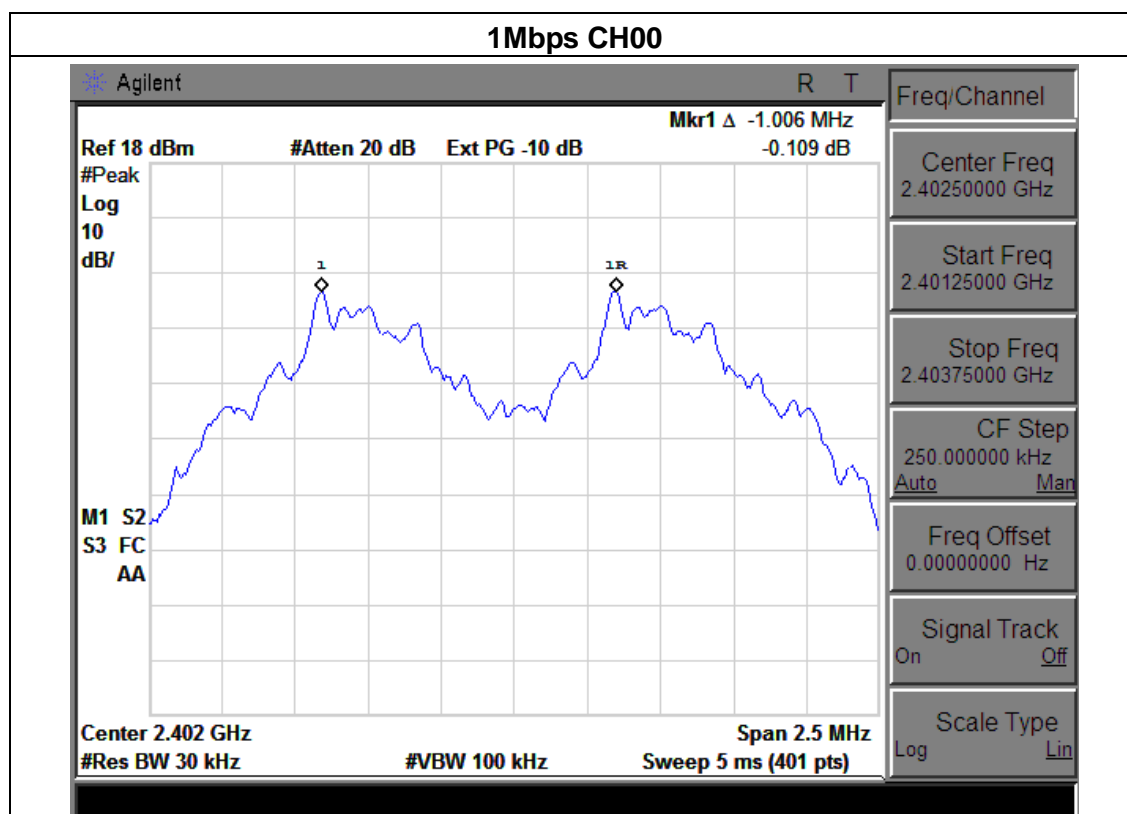 1Mbps CH00
Agilent
R T
Mkr1 Δ -1.006 MHz
Ref 18 dBm #Atten 20 dB Ext PG -10 dB -0.109 dB
#Peak
Log
10
dB/
1
1R
M1 S2
S3 FC
AA
Center 2.402 GHz Span 2.5 MHz
#Res BW 30 kHz #VBW 100 kHz Sweep 5 ms (401 pts)
Freq/Channel
Center Freq
2.40250000 GHz
Start Freq
2.40125000 GHz
Stop Freq
2.40375000 GHz
CF Step
250.000000 kHz
Auto Man
Freq Offset
0.00000000 Hz
Signal Track
On Off
Scale Type
Log Lin